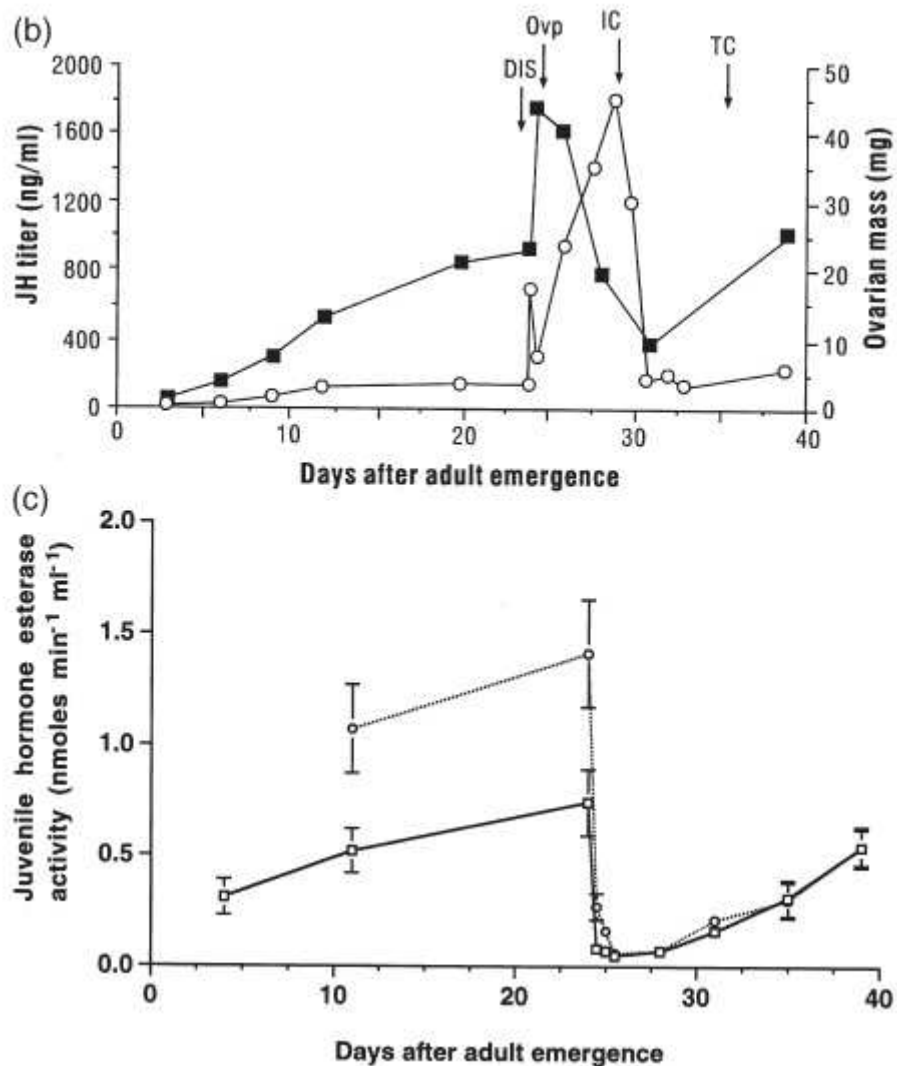 (b)
DIS
Ovp
IC
TC
2000
1600
1200
800
400
0
JH titer (ng/ml)
50
40
30
20
10
0
Ovarian mass (mg)
0 10 20 30 40
Days after adult emergence
(c)
2.0
1.5
1.0
0.5
0.0
Juvenile hormone esterase
activity (nmoles min⁻¹ ml⁻¹)
0 10 20 30 40
Days after adult emergence